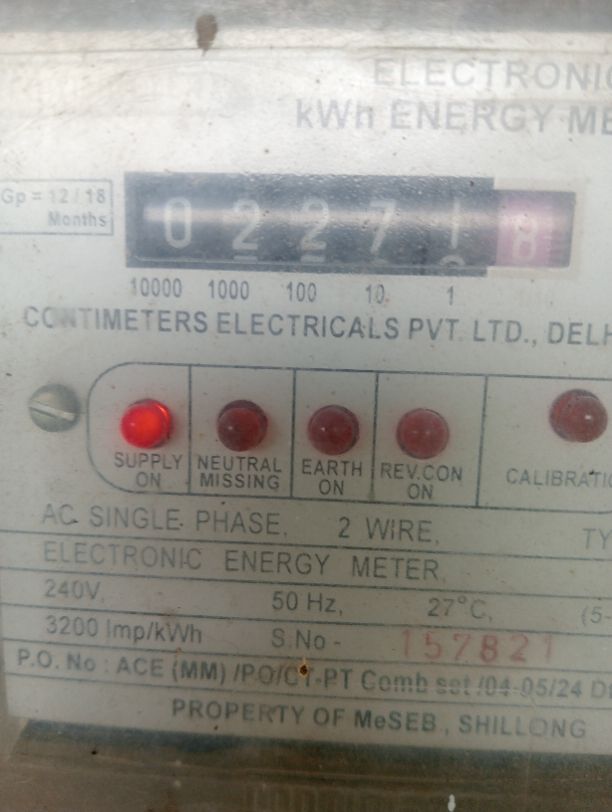 ELECTRONIC
kWh ENERGY ME
Gp = 12 / 18
Months
0 2 2 7 1 8
10000 1000 100 10 1
CONTIMETERS ELECTRICALS PVT. LTD., DELH
SUPPLY ON
NEUTRAL MISSING
EARTH ON
REV.CON ON
CALIBRATIO
AC SINGLE PHASE, 2 WIRE, TY
ELECTRONIC ENERGY METER,
240V, 50 Hz, 27°C, (5-
3200 Imp/kWh S.No - 157821
P.O. No : ACE (MM) /PO/CT-PT Comb set /04-05/24 D
PROPERTY OF MeSEB, SHILLONG